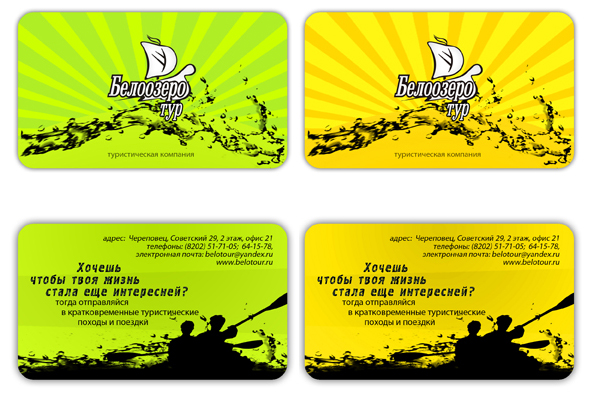 Белоозеро
тур
туристическая компания
Белоозеро
тур
туристическая компания
адрес: Череповец, Советский 29, 2 этаж, офис 21
телефоны: (8202) 51-71-05; 64-15-78,
электронная почта: belotour@yandex.ru
www.belotour.ru
Хочешь
чтобы твоя жизнь
стала еще интересней?
тогда отправляйся
в кратковременные туристические
походы и поездки
адрес: Череповец, Советский 29, 2 этаж, офис 21
телефоны: (8202) 51-71-05; 64-15-78,
электронная почта: belotour@yandex.ru
www.belotour.ru
Хочешь
чтобы твоя жизнь
стала еще интересней?
тогда отправляйся
в кратковременные туристические
походы и поездки